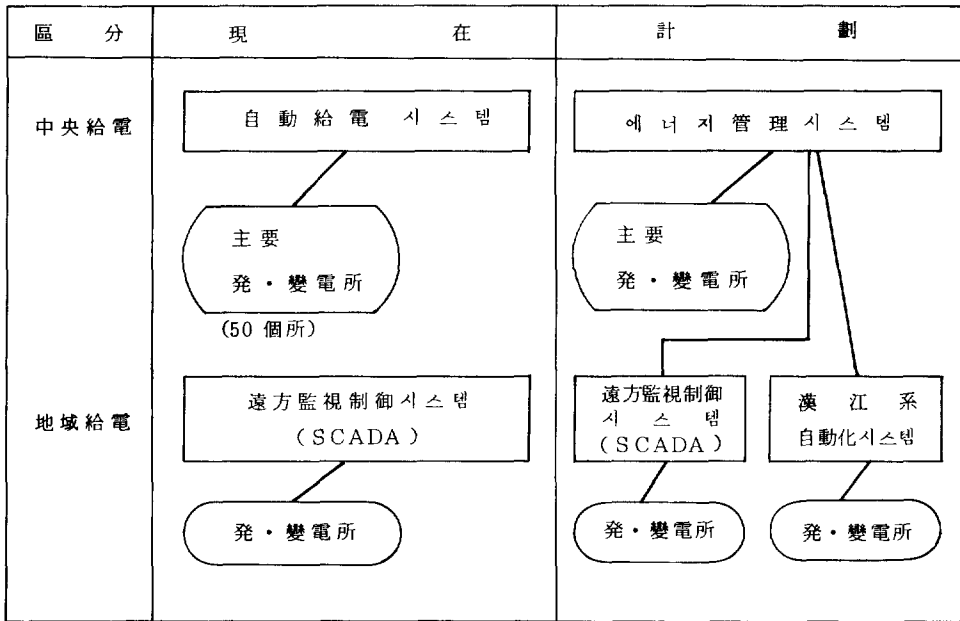 區 分 現 在 計 劃
中央給電
自動給電 시스템
에너지管理시스템
主要
発・變電所
(50 個所)
主要
発・變電所
地域給電
遠方監視制御시스템
(SCADA)
遠方監視制御
시스템
(SCADA)
漢江系
自動化시스템
発・變電所
発・變電所
発・變電所